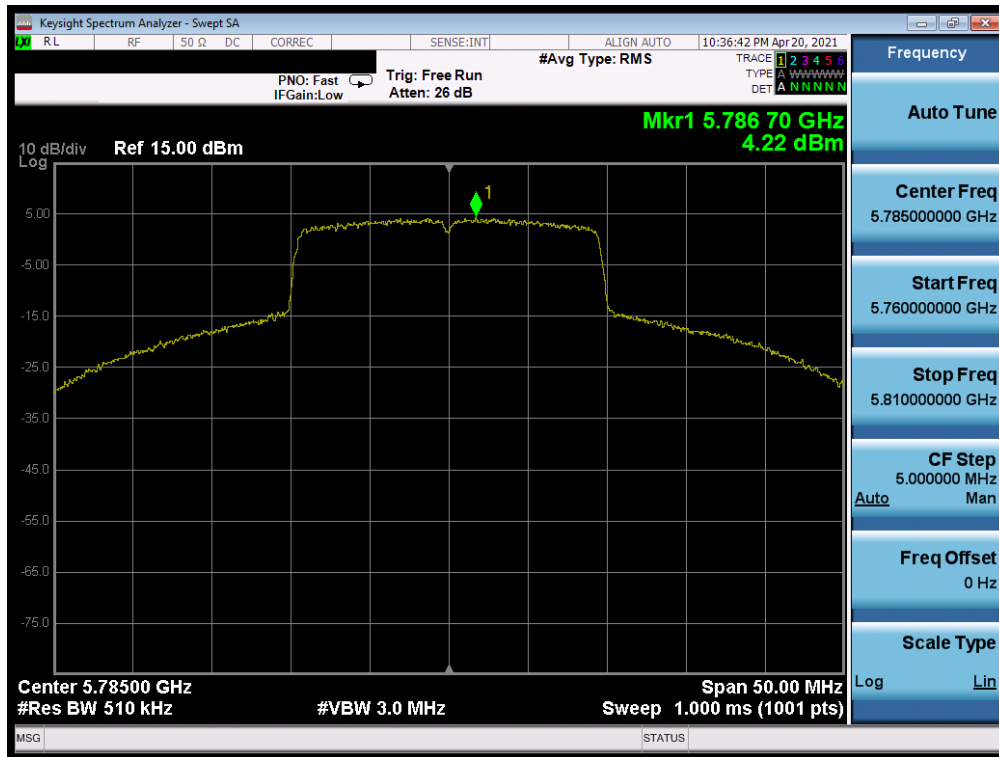 Keysight Spectrum Analyzer - Swept SA
LXI RL RF 50 Ω DC CORREC SENSE:INT ALIGN AUTO 10:36:42 PM Apr 20, 2021
#Avg Type: RMS TRACE 1 2 3 4 5 6
PNO: Fast Trig: Free Run TYPE A WWWWW
IFGain:Low Atten: 26 dB DET A N N N N N
Mkr1 5.786 70 GHz
4.22 dBm
10 dB/div Ref 15.00 dBm
Log
1
5.00
-5.00
-15.0
-25.0
-35.0
-45.0
-55.0
-65.0
-75.0
Center 5.78500 GHz Span 50.00 MHz
#Res BW 510 kHz #VBW 3.0 MHz Sweep 1.000 ms (1001 pts)
MSG STATUS
Frequency
Auto Tune
Center Freq
5.785000000 GHz
Start Freq
5.760000000 GHz
Stop Freq
5.810000000 GHz
CF Step
5.000000 MHz
Auto Man
Freq Offset
0 Hz
Scale Type
Log Lin